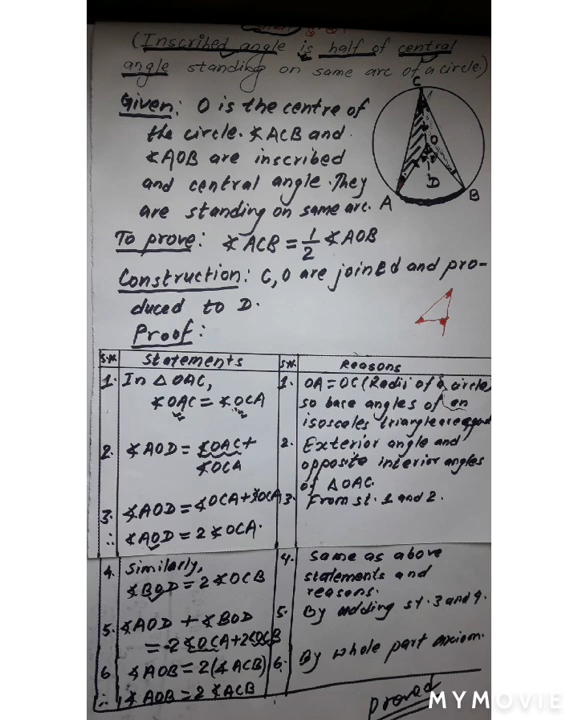 (Inscribed angle is half of central
angle standing on same arc of a circle.)
C
Given: O is the centre of
the circle. ∡ACB and
∡AOB are inscribed
and central angle. They
are standing on same arc.
O
D
A
B
To prove: ∡ACB = 1/2 ∡AOB
Construction: C, O are joinEd and pro-
duced to D.
Proof:
S.N. Statements S.N. Reasons
1. In △OAC,
∡OAC = ∡OCA
1. OA = OC (Radii of a circle
so base angles of an
isoscales triangle are equal
2. ∡AOD = ∡OAC +
∡OCA
2. Exterior angle and
opposite interior angles
of △OAC.
3. ∡AOD = ∡OCA + ∡OCA
∴ ∡AOD = 2∡OCA.
3. From st. 1 and 2.
4. Similarly,
∡BOD = 2∡OCB
4. Same as above
statements and
reasons.
5. ∡AOD + ∡BOD
= 2∡OCA + 2∡OCB
5. By adding st. 3 and 4.
6. ∡AOB = 2(∡ACB)
∴ ∡AOB = 2∡ACB
6. By whole part axiom.
proved
MYMOVIE